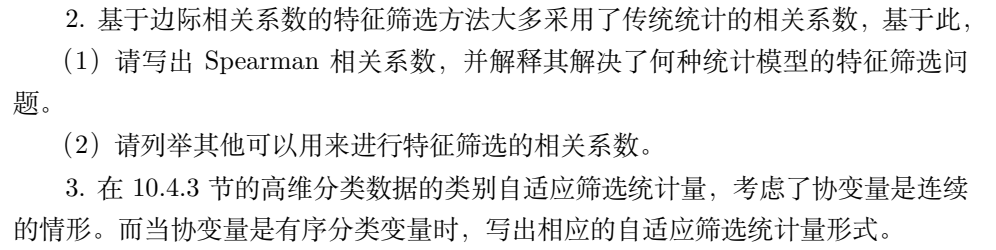 2. 基于边际相关系数的特征筛选方法大多采用了传统统计的相关系数，基于此，
（1）请写出 Spearman 相关系数，并解释其解决了何种统计模型的特征筛选问
题。
（2）请列举其他可以用来进行特征筛选的相关系数。
3. 在 10.4.3 节的高维分类数据的类别自适应筛选统计量，考虑了协变量是连续
的情形。而当协变量是有序分类变量时，写出相应的自适应筛选统计量形式。